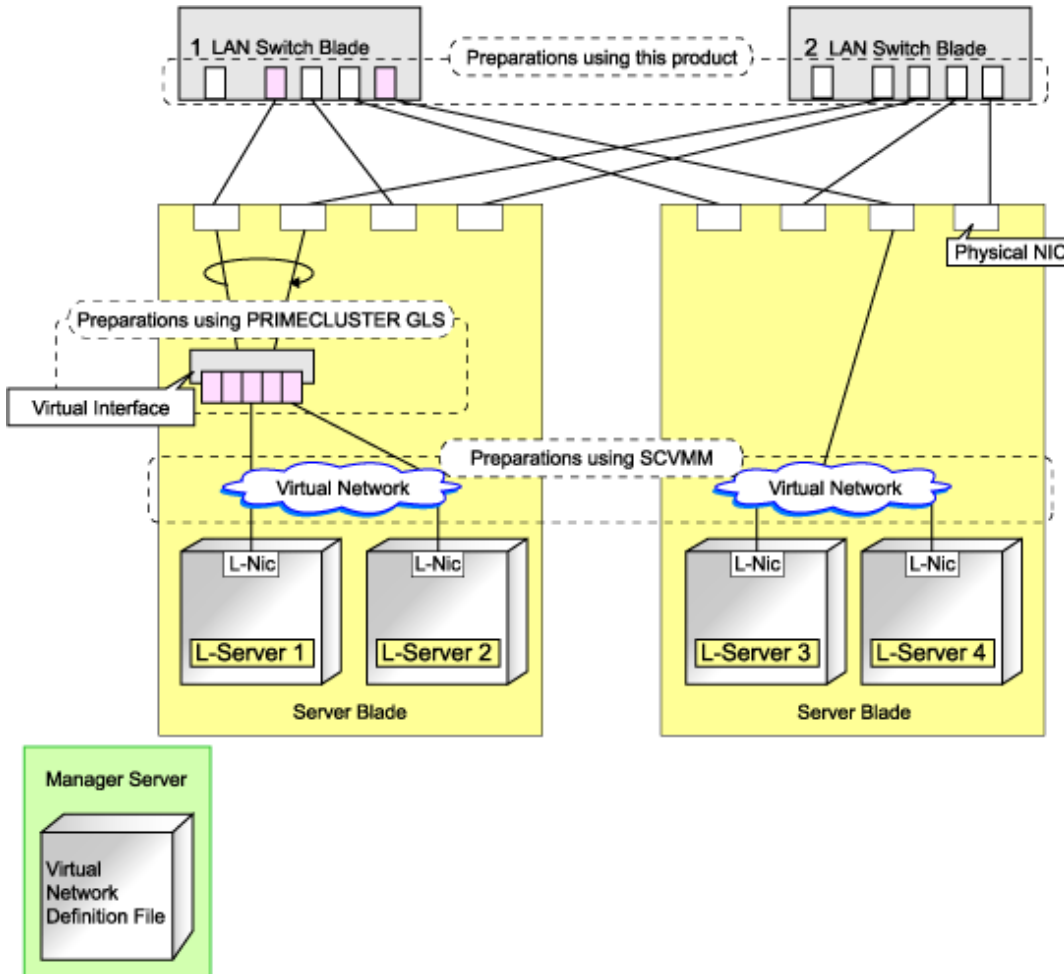 1 LAN Switch Blade
Preparations using this product
2 LAN Switch Blade
Physical NIC
Preparations using PRIMECLUSTER GLS
Virtual Interface
Preparations using SCVMM
Virtual Network
Virtual Network
L-Nic
L-Nic
L-Nic
L-Nic
L-Server 1
L-Server 2
L-Server 3
L-Server 4
Server Blade
Server Blade
Manager Server
Virtual
Network
Definition File